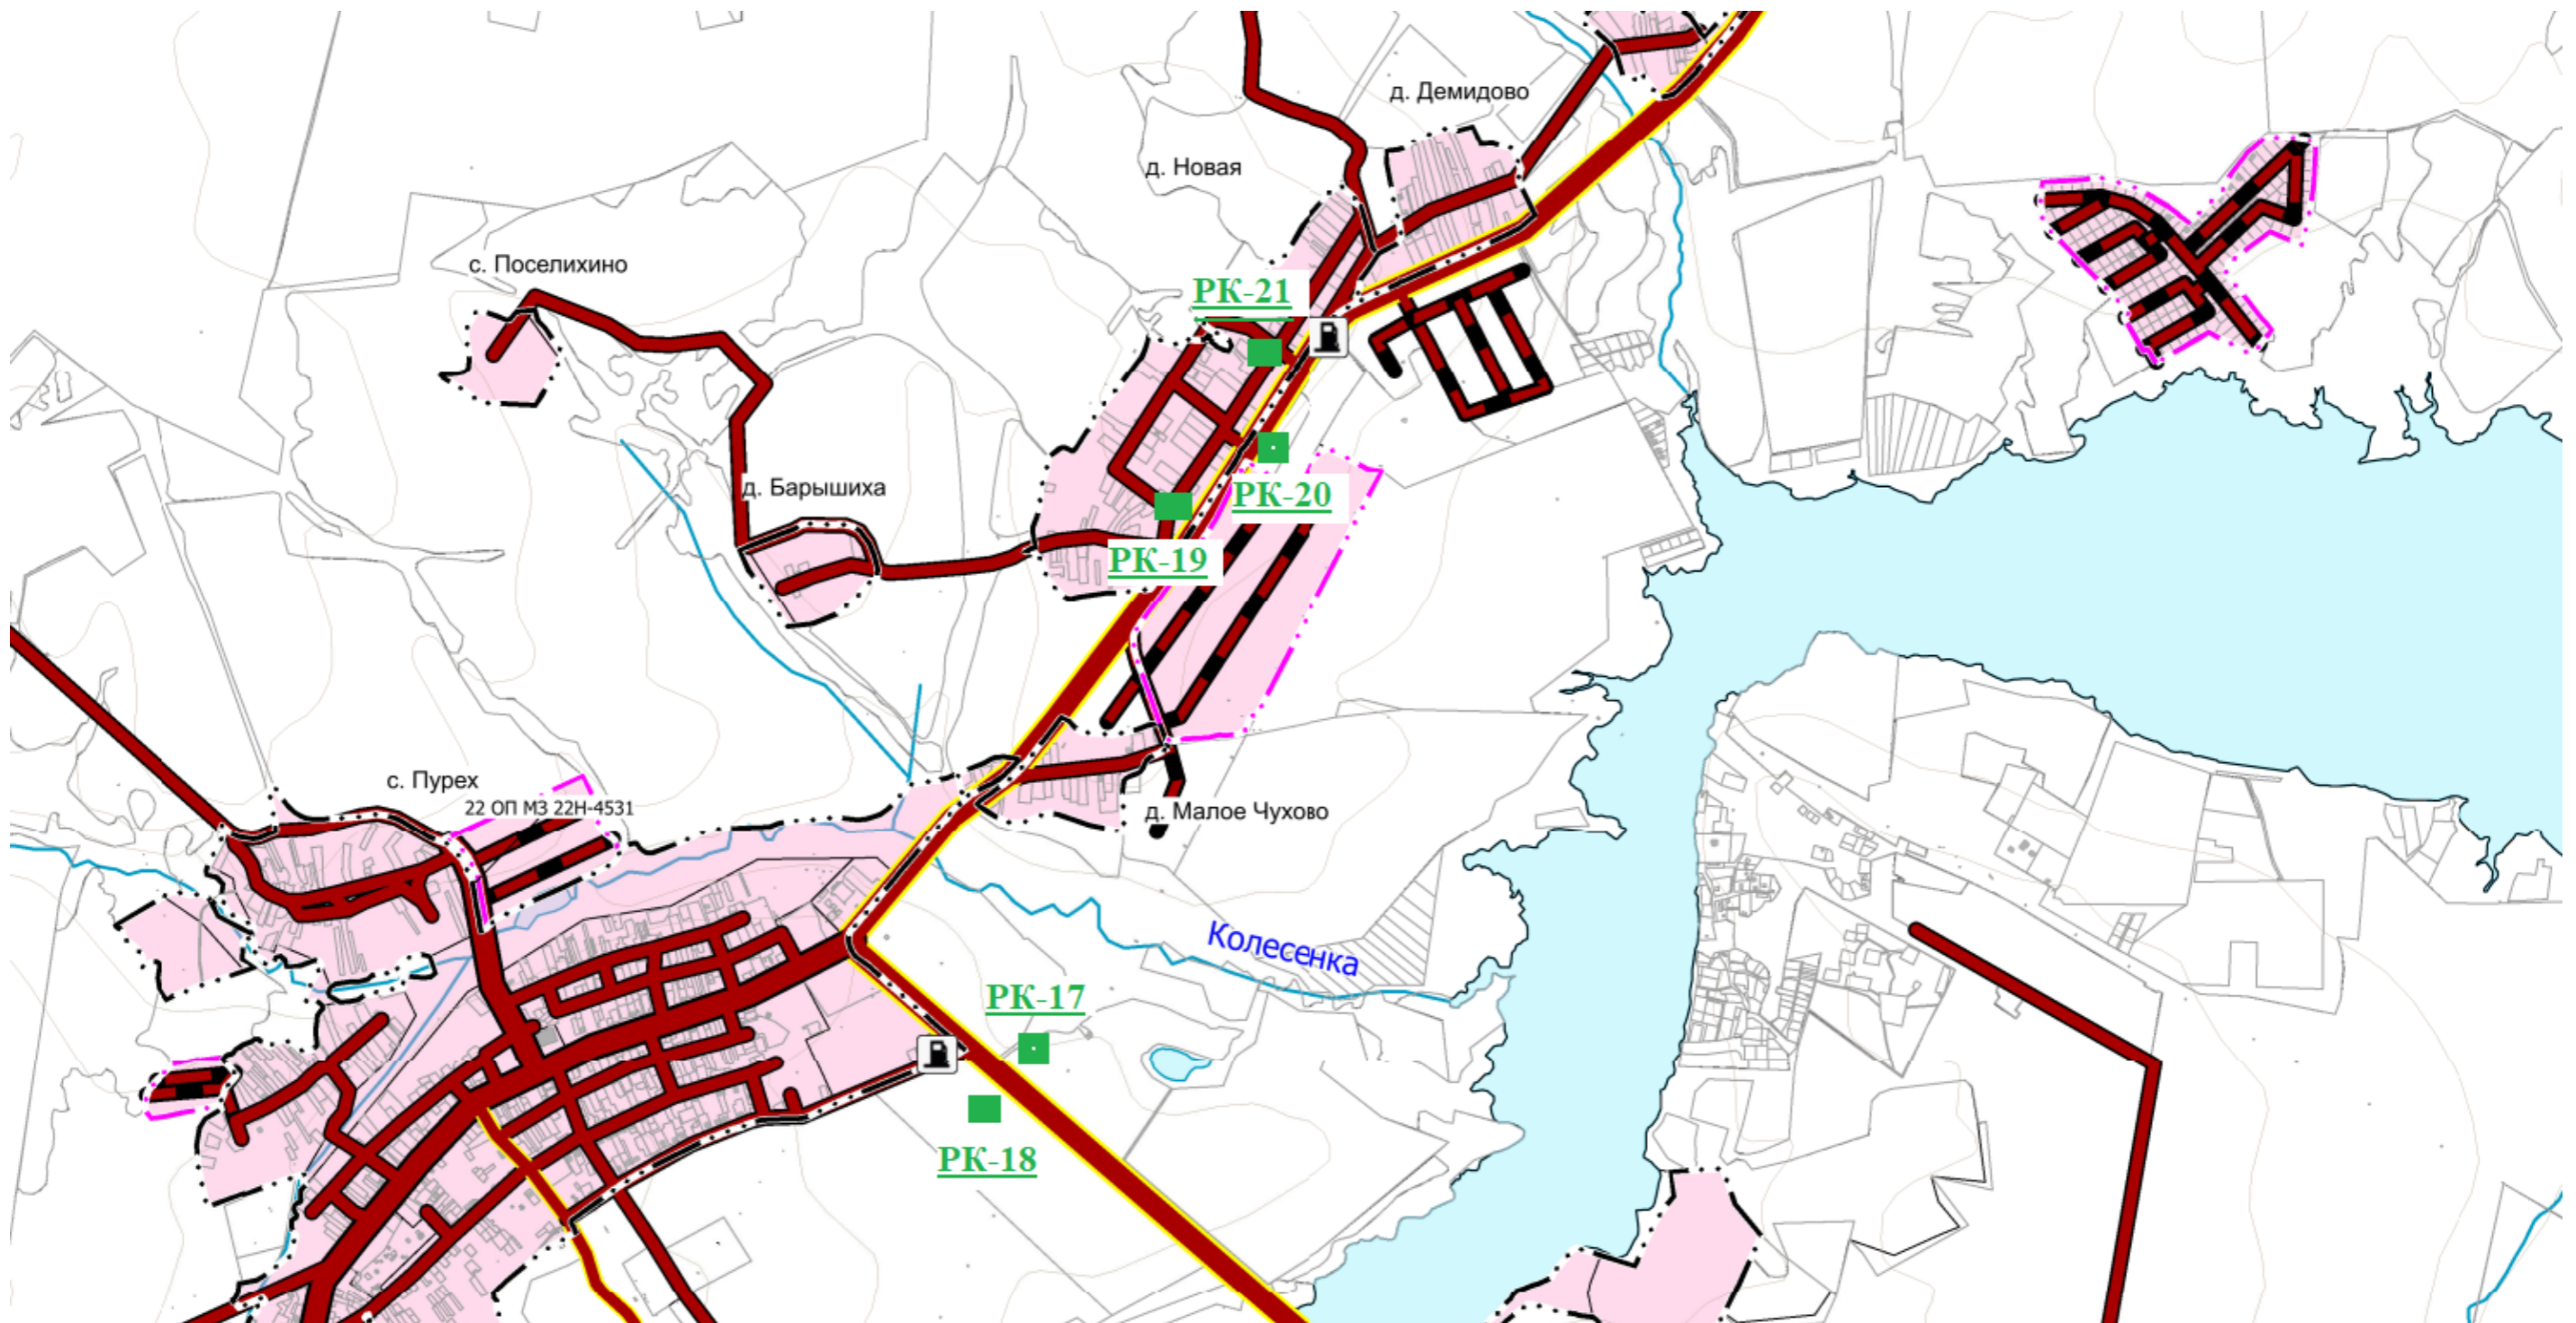 д. Демидово
д. Новая
с. Поселихино
РК-21
д. Барышиха
РК-20
РК-19
с. Пурех
22 ОП МЗ 22Н-4531
д. Малое Чухово
Колесенка
РК-17
РК-18